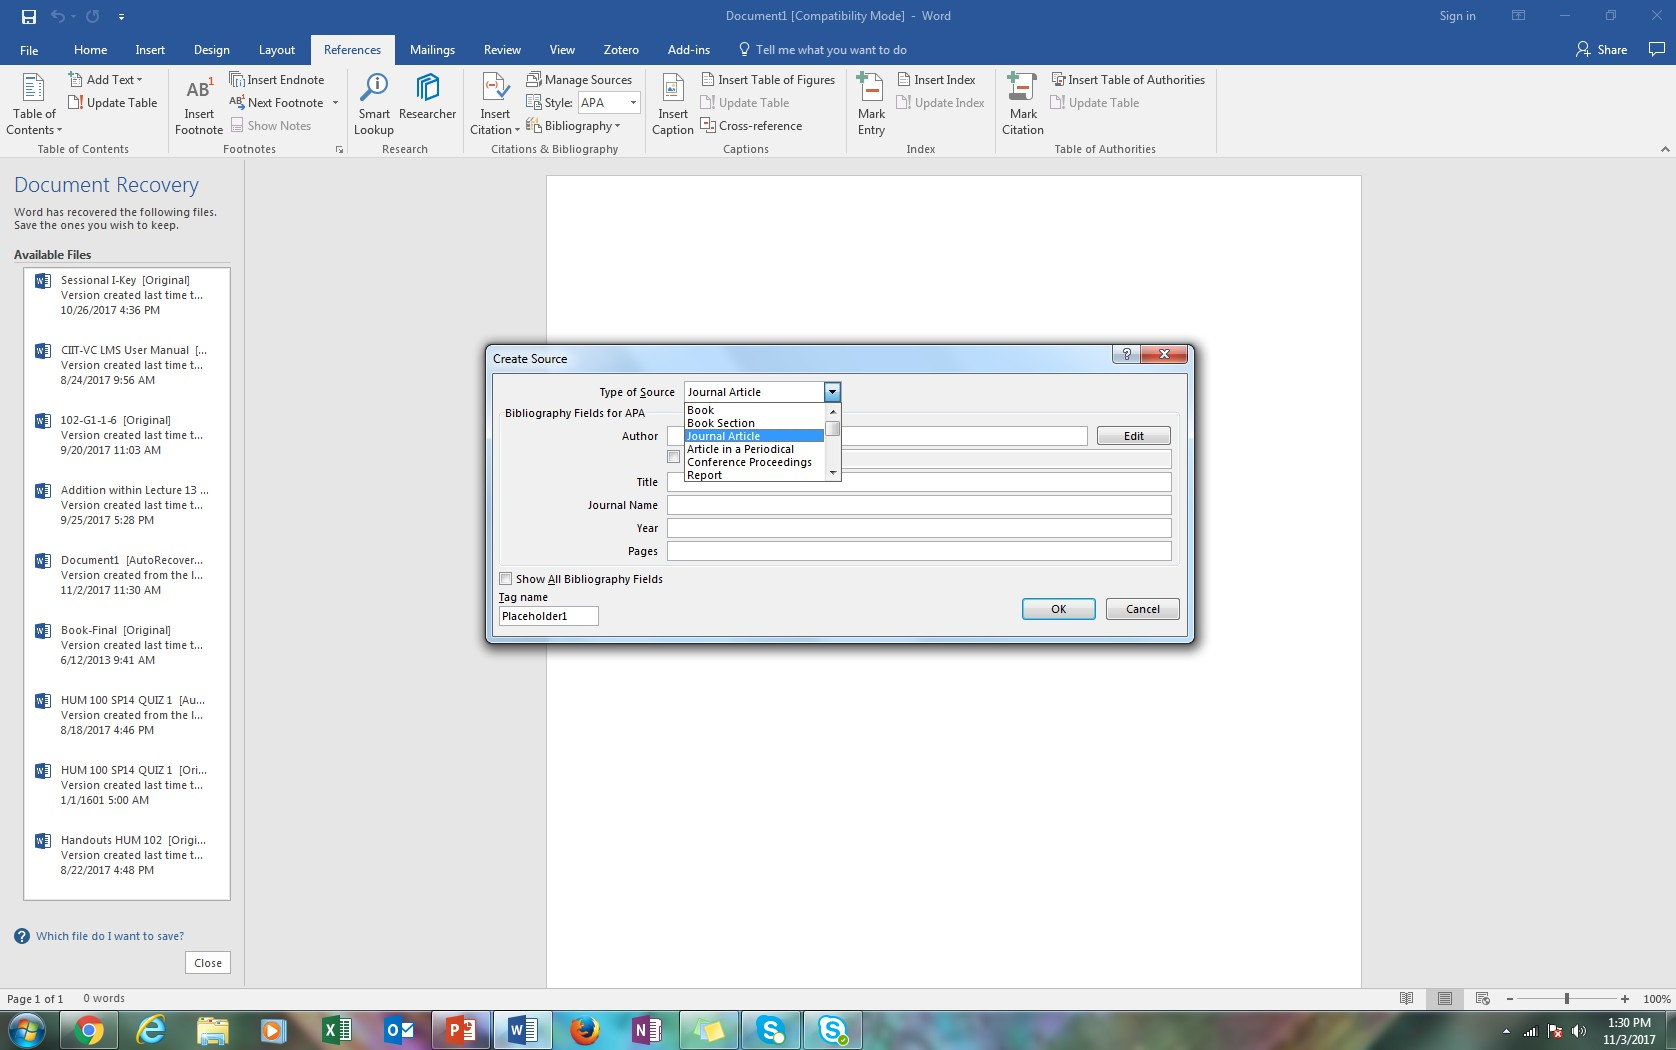 Document1 [Compatibility Mode] - Word
Sign in
File Home Insert Design Layout References Mailings Review View Zotero Add-ins Tell me what you want to do Share
Table of Contents
Add Text
Update Table
Table of Contents
AB1
Insert Footnote
Insert Endnote
AB1 Next Footnote
Show Notes
Footnotes
Smart Lookup
Researcher
Research
Insert Citation
Manage Sources
Style: APA
Bibliography
Citations & Bibliography
Insert Caption
Insert Table of Figures
Update Table
Cross-reference
Captions
Mark Entry
Insert Index
Update Index
Index
Mark Citation
Insert Table of Authorities
Update Table
Table of Authorities
Document Recovery
Word has recovered the following files.
Save the ones you wish to keep.
Available Files
Sessional I-Key [Original]
Version created last time t...
10/26/2017 4:36 PM
CIIT-VC LMS User Manual [...
Version created last time t...
8/24/2017 9:56 AM
102-G1-1-6 [Original]
Version created last time t...
9/20/2017 11:03 AM
Addition within Lecture 13 ...
Version created last time t...
9/25/2017 5:28 PM
Document1 [AutoRecover...
Version created from the l...
11/2/2017 11:30 AM
Book-Final [Original]
Version created last time t...
6/12/2013 9:41 AM
HUM 100 SP14 QUIZ 1 [Au...
Version created from the l...
8/18/2017 4:46 PM
HUM 100 SP14 QUIZ 1 [Ori...
Version created last time t...
1/1/1601 5:00 AM
Handouts HUM 102 [Origi...
Version created last time t...
8/22/2017 4:48 PM
Which file do I want to save?
Close
Create Source
?
Type of Source Journal Article
Book
Book Section
Journal Article
Article in a Periodical
Conference Proceedings
Report
Bibliography Fields for APA
Author
Edit
Title
Journal Name
Year
Pages
Show All Bibliography Fields
Tag name
Placeholder1
OK
Cancel
Page 1 of 1 0 words
100%
1:30 PM
11/3/2017